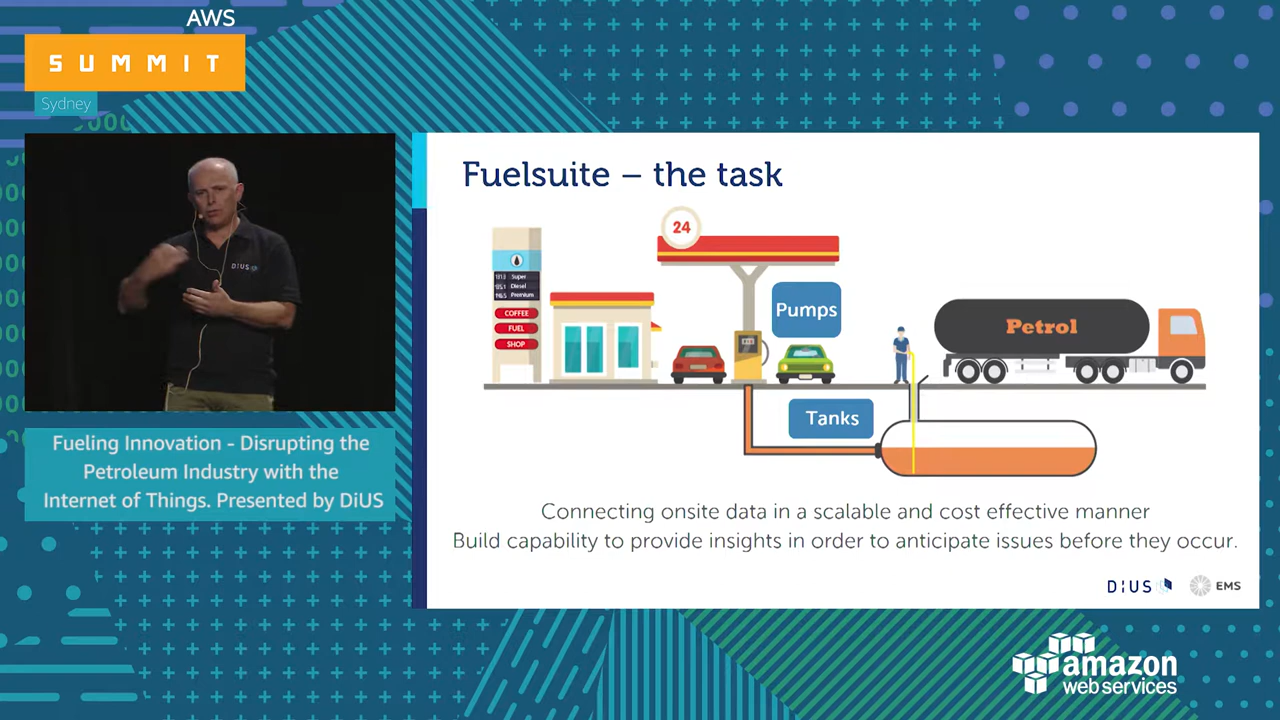 AWS
SUMMIT
Sydney
Fuelsuite – the task
24
Super
Diesel
Premium
COFFEE
FUEL
SHOP
Pumps
Petrol
Tanks
DiUS
Fueling Innovation - Disrupting the
Petroleum Industry with the
Internet of Things. Presented by DiUS
Connecting onsite data in a scalable and cost effective manner
Build capability to provide insights in order to anticipate issues before they occur.
DiUS
EMS
amazon
web services